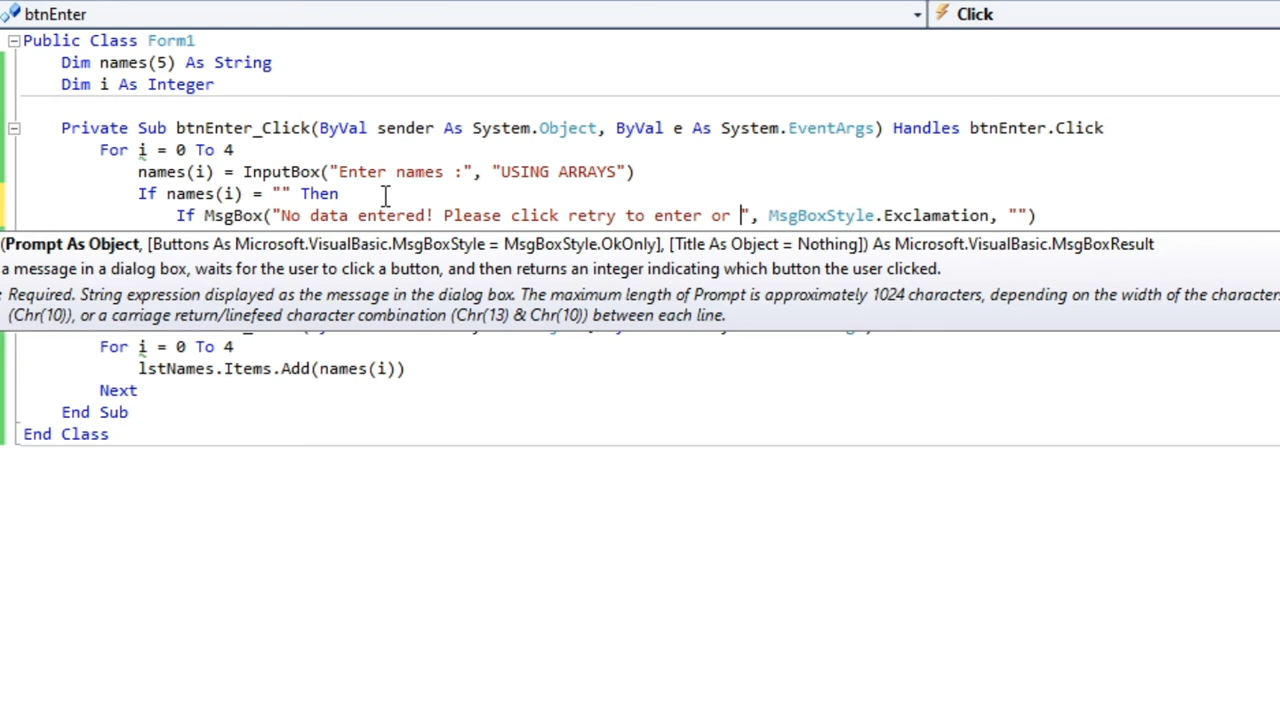 btnEnter Click
Public Class Form1
Dim names(5) As String
Dim i As Integer
Private Sub btnEnter_Click(ByVal sender As System.Object, ByVal e As System.EventArgs) Handles btnEnter.Click
For i = 0 To 4
names(i) = InputBox("Enter names :", "USING ARRAYS")
If names(i) = "" Then
If MsgBox("No data entered! Please click retry to enter or ", MsgBoxStyle.Exclamation, "")
(Prompt As Object, [Buttons As Microsoft.VisualBasic.MsgBoxStyle = MsgBoxStyle.OkOnly], [Title As Object = Nothing]) As Microsoft.VisualBasic.MsgBoxResult
a message in a dialog box, waits for the user to click a button, and then returns an integer indicating which button the user clicked.
: Required. String expression displayed as the message in the dialog box. The maximum length of Prompt is approximately 1024 characters, depending on the width of the character
(Chr(10)), or a carriage return/linefeed character combination (Chr(13) & Chr(10)) between each line.
For i = 0 To 4
lstNames.Items.Add(names(i))
Next
End Sub
End Class